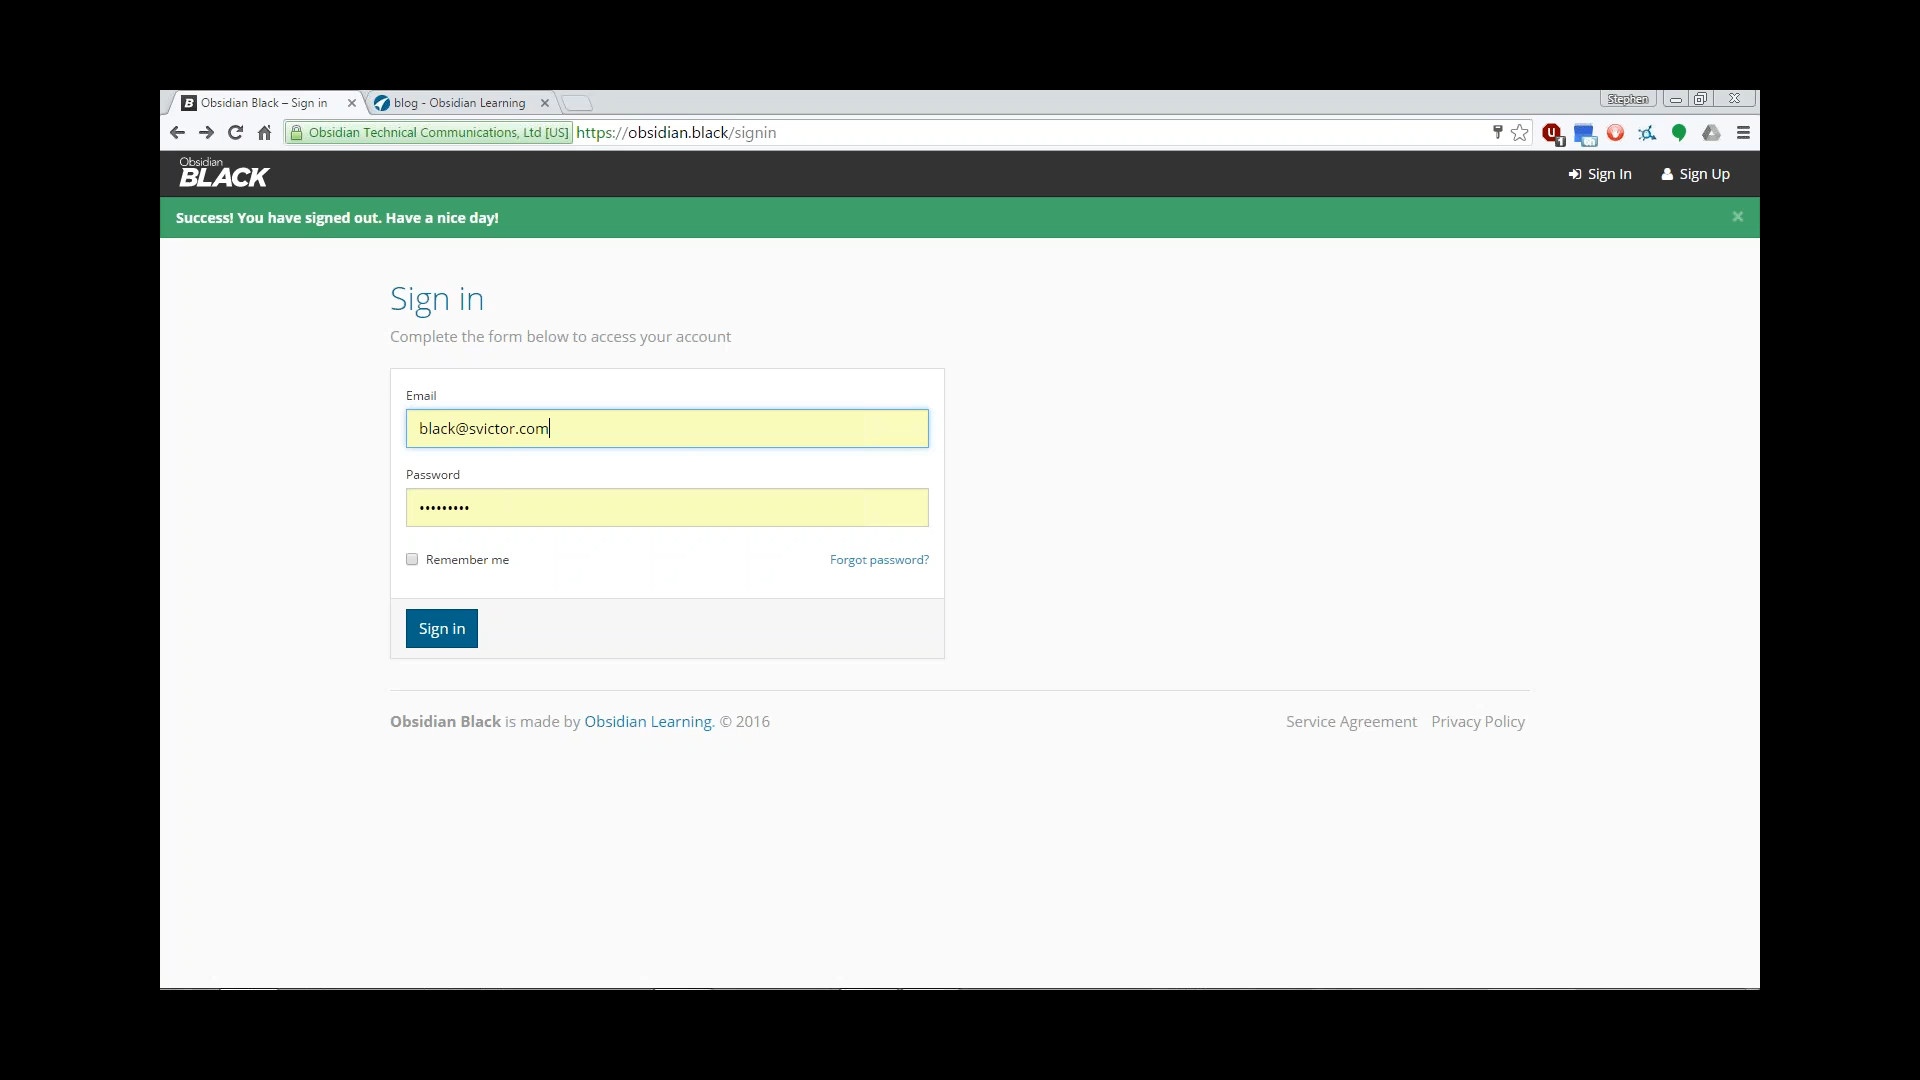 Obsidian Black – Sign in
blog - Obsidian Learning
Stephen
Obsidian Technical Communications, Ltd [US]
https://obsidian.black/signin
Obsidian
BLACK
Sign In
Sign Up
Success! You have signed out. Have a nice day!
Sign in
Complete the form below to access your account
Email
black@svictor.com
Password
•••••••••
Remember me
Forgot password?
Sign in
Obsidian Black is made by Obsidian Learning. © 2016
Service Agreement
Privacy Policy